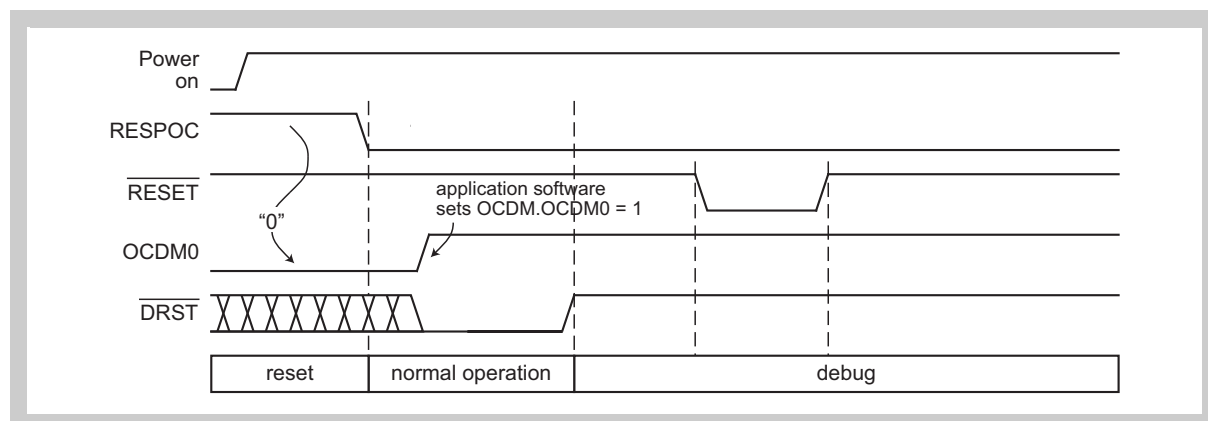 Power
on
RESPOC
RESET
application software
sets OCDM.OCDM0 = 1
“0”
OCDM0
DRST
reset
normal operation
debug